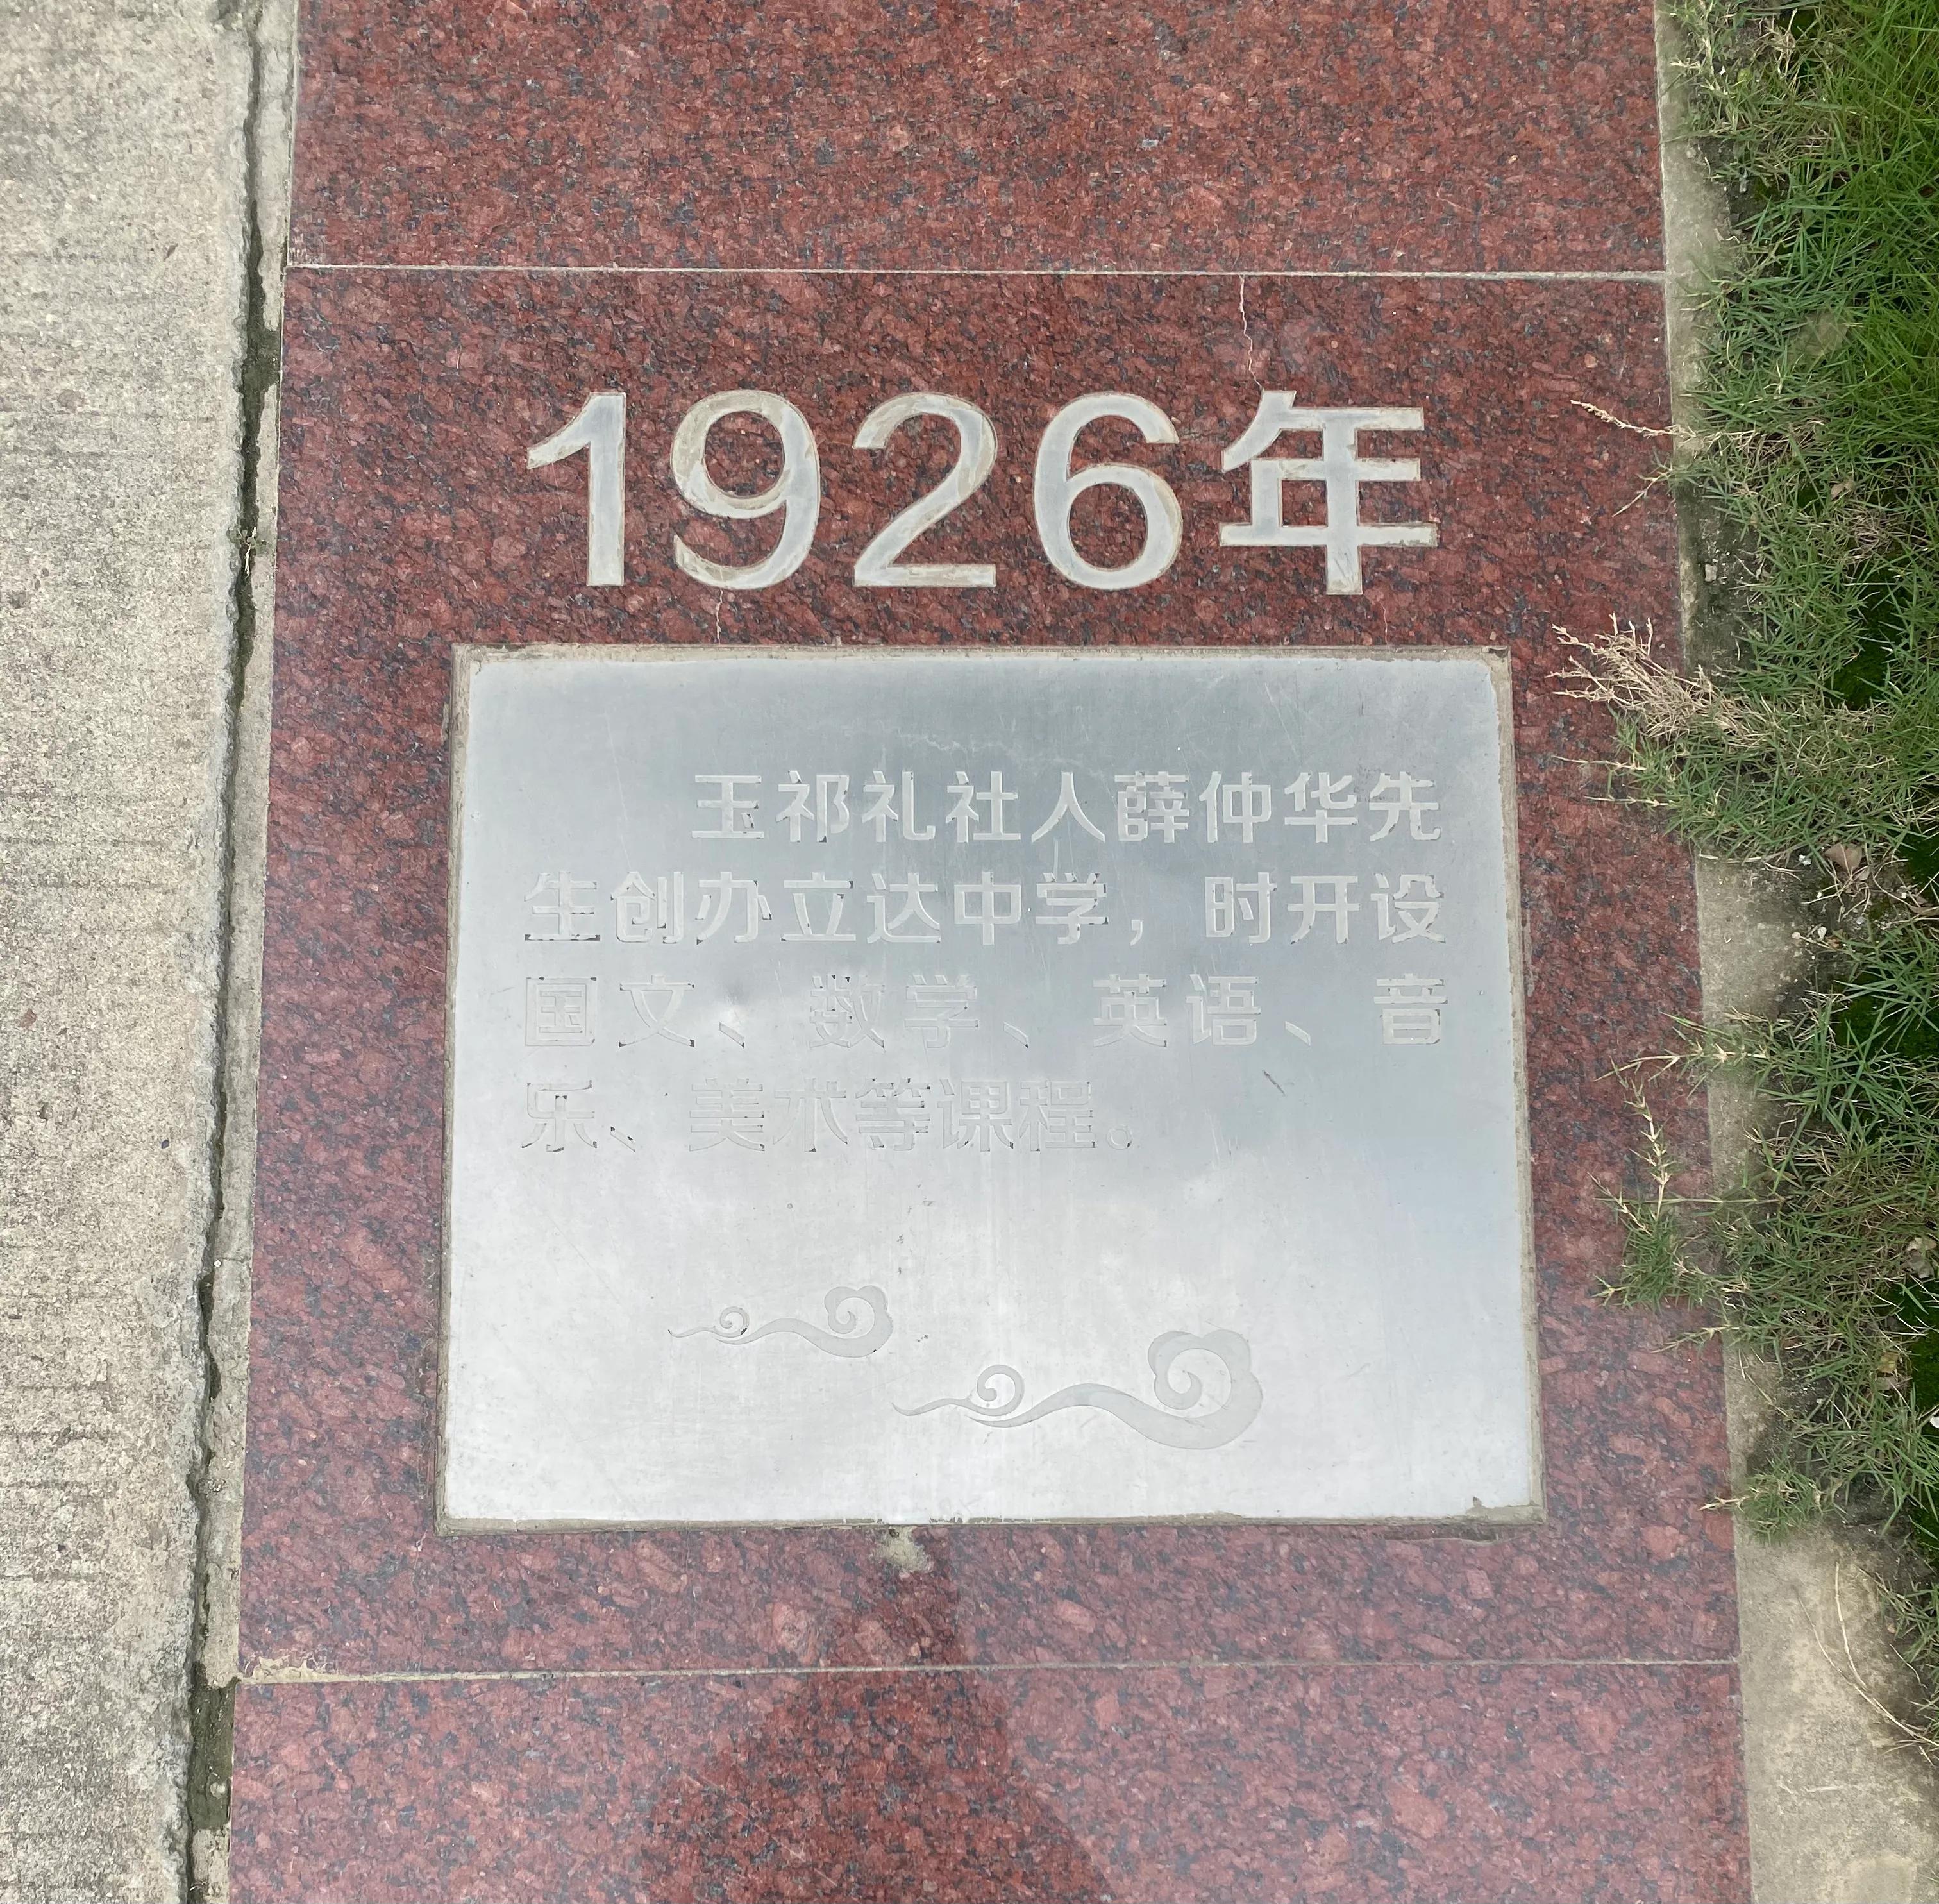 1926年
玉祁礼社人薛仲华先
生创办立达中学，时开设
国文、数学、英语、音
乐、美术等课程。